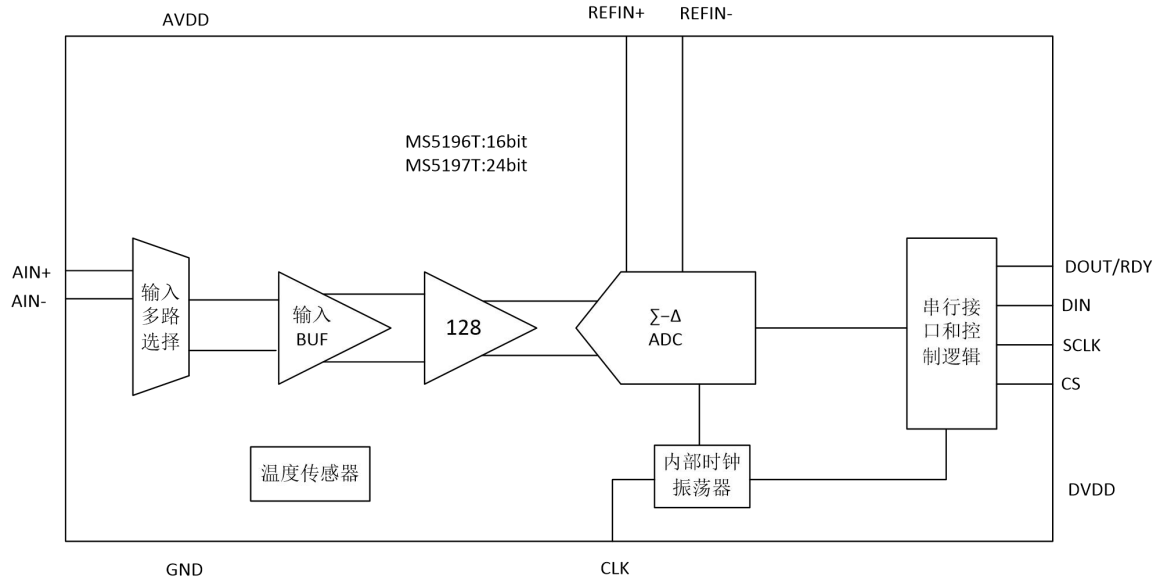 AVDD
REFIN+
REFIN-
MS5196T:16bit
MS5197T:24bit
AIN+
AIN-
输入
多路
选择
输入
BUF
128
∑-Δ
ADC
串行接
口和控
制逻辑
DOUT/RDY
DIN
SCLK
CS
温度传感器
内部时钟
振荡器
DVDD
GND
CLK